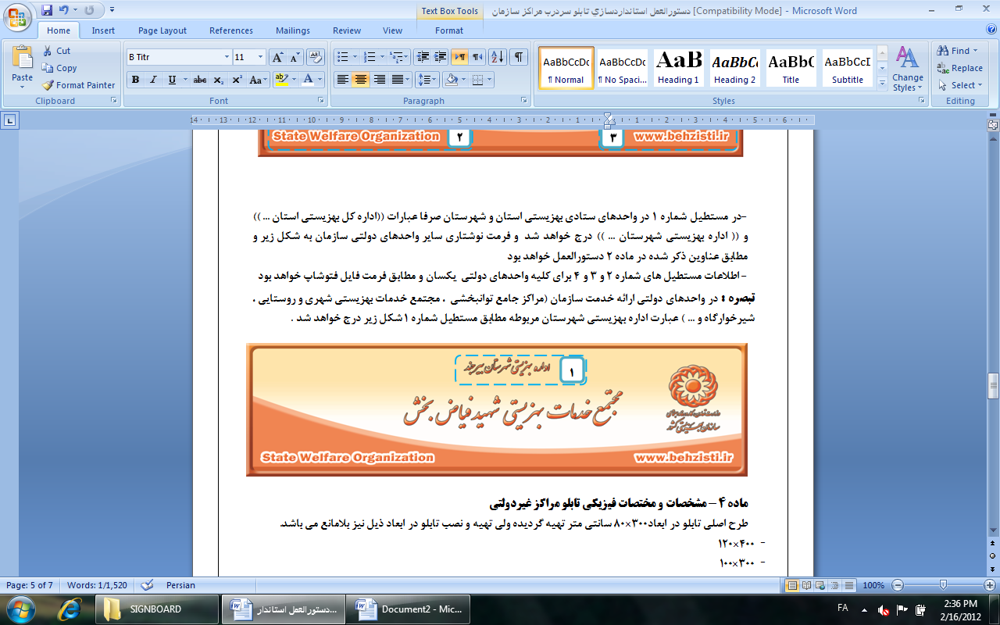 دستورالعمل استانداردسازي تابلو سردرب مراكز سازمان [Compatibility Mode] - Microsoft Word
Text Box Tools
Home Insert Page Layout References Mailings Review View Format
Paste
Cut
Copy
Format Painter
Clipboard
B Titr 11
Font
Paragraph
AaBbCcDc AaBbCcDc AaB AaBbCc AaBbC AaBbCcI
¶ Normal ¶ No Spaci... Heading 1 Heading 2 Title Subtitle
Change Styles
Styles
Find
Replace
Select
Editing
14 13 12 11 10 9 8 7 6 5 4 3 2 1 1 2 3 4 5 6
State Welfare Organization ۲ ۳ www.behzisti.ir
-در مستطیل شماره ۱ در واحدهای ستادی بهزیستی استان و شهرستان صرفا عبارات ((اداره کل بهزیستی استان ... ))
و (( اداره بهزیستی شهرستان ... )) درج خواهد شد و فرمت نوشتاری سایر واحدهای دولتی سازمان به شکل زیر و
مطابق عناوین ذکر شده در ماده ۲ دستورالعمل خواهد بود
- اطلاعات مستطیل های شماره ۲ و ۳ و ۴ برای کلیه واحدهای دولتی یکسان و مطابق فرمت فایل فتوشاپ خواهد بود
تبصره : در واحدهای دولتی ارائه خدمت سازمان (مراکز جامع توانبخشی ، مجتمع خدمات بهزیستی شهری و روستایی ،
شیرخوارگاه و ... ) عبارت اداره بهزیستی شهرستان مربوطه مطابق مستطیل شماره ۱ شکل زیر درج خواهد شد .
۱ اداره بهزیستی شهرستان بیرجند
مجتمع خدمات بهزیستی شهید فیاض بخش
سازمان بهزیستی کشور
State Welfare Organization www.behzisti.ir
ماده ۴ – مشخصات و مختصات فیزیکی تابلو مراکز غیردولتی
طرح اصلی تابلو در ابعاد ۳۰۰×۸۰ سانتی متر تهیه گردیده ولی تهیه و نصب تابلو در ابعاد ذیل نیز بلامانع می باشد.
- ۴۰۰×۱۲۰
- ۳۰۰×۱۰۰
Page: 5 of 7 Words: 1/1,520 Persian 100%
SIGNBOARD دستورالعمل استاندار... Document2 - Mic... FA 2:36 PM
2/16/2012